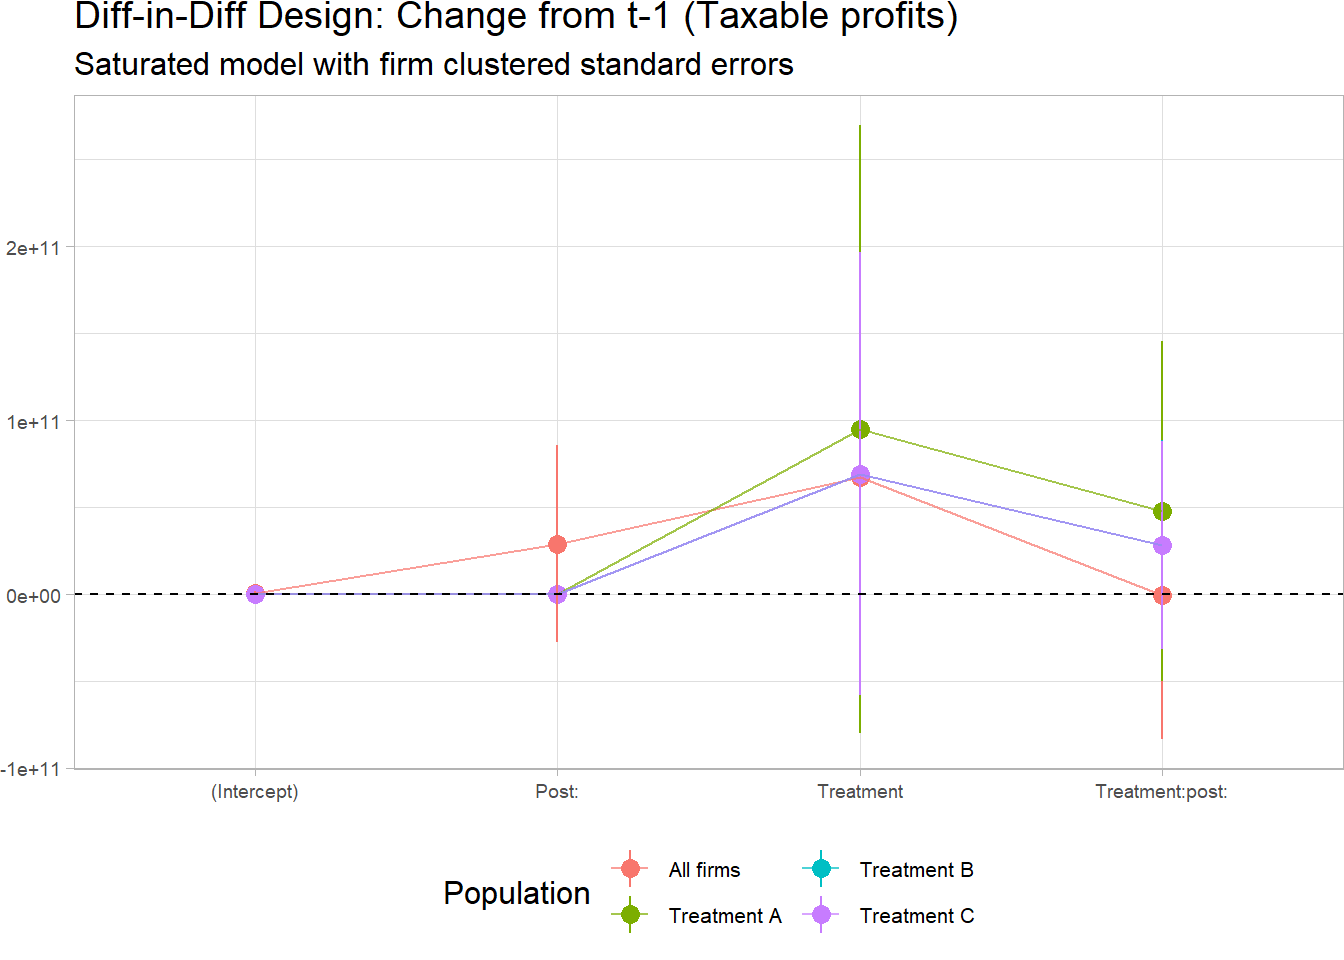 Diff-in-Diff Design: Change from t-1 (Taxable profits)
Saturated model with firm clustered standard errors
2e+11
1e+11
0e+00
-1e+11
(Intercept)
Post:
Treatment
Treatment:post:
Population
All firms
Treatment B
Treatment A
Treatment C